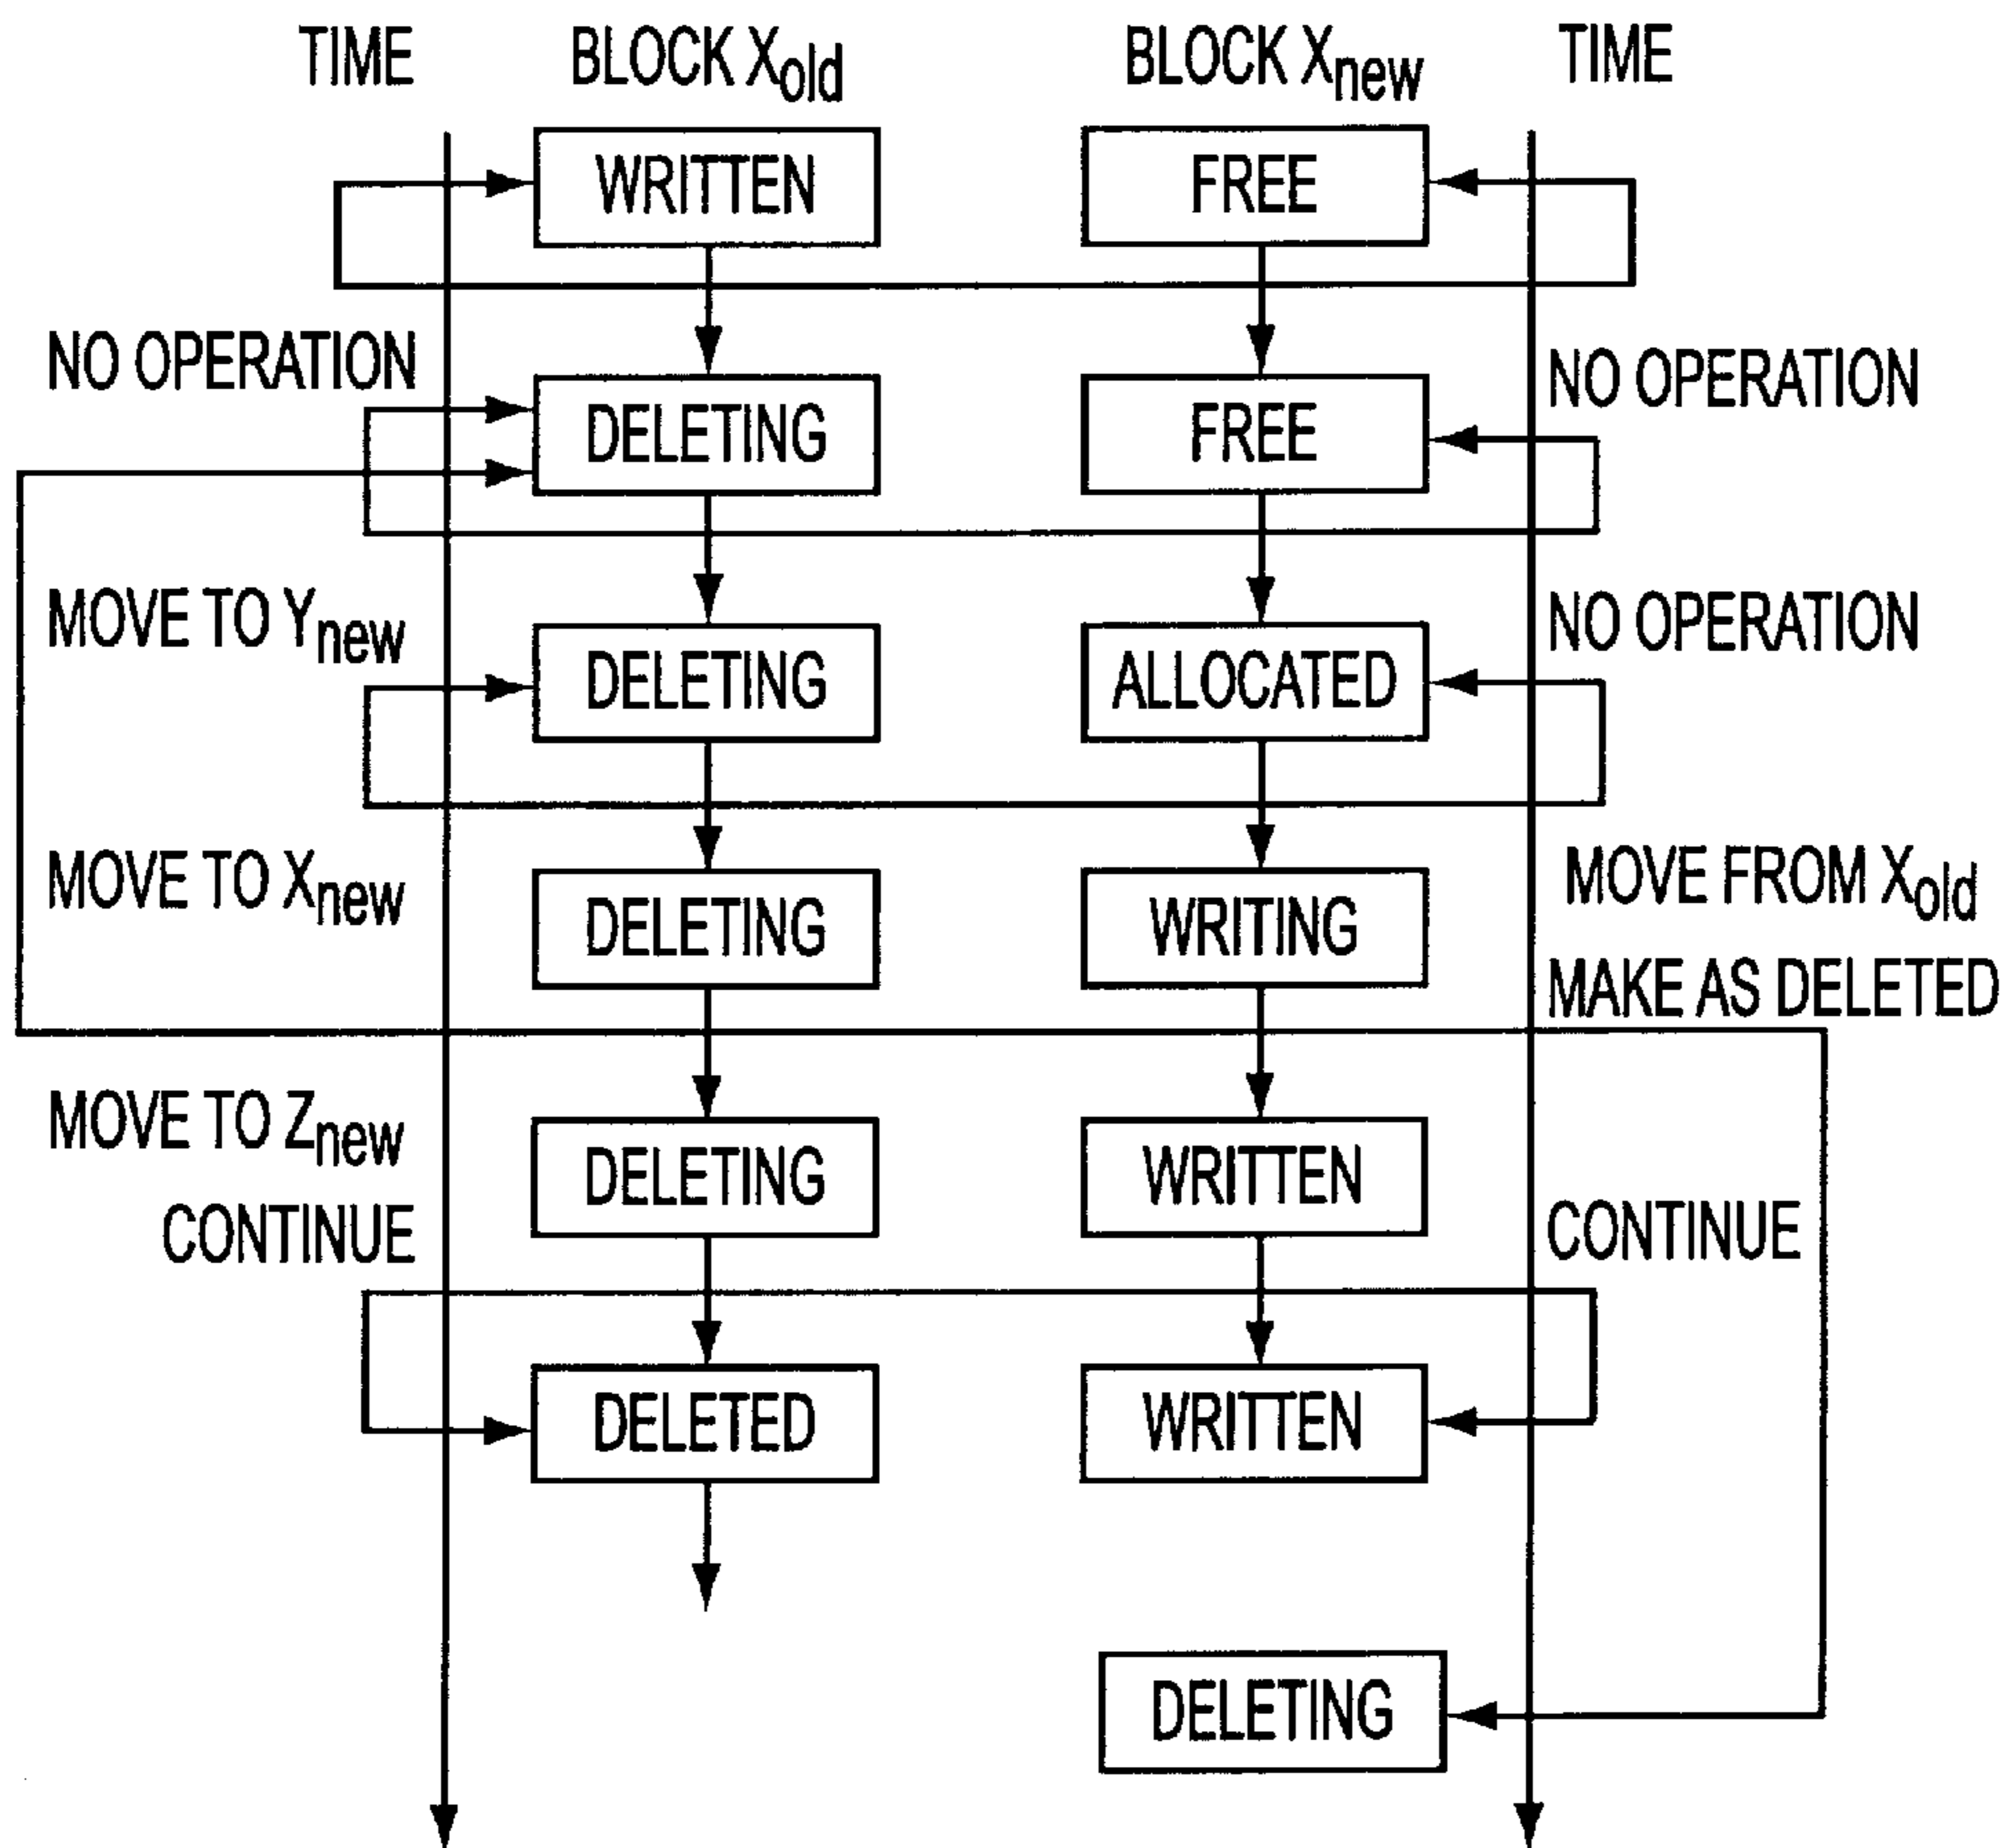 TIME BLOCK Xold BLOCK Xnew TIME
WRITTEN FREE
NO OPERATION NO OPERATION
DELETING FREE
MOVE TO Ynew NO OPERATION
DELETING ALLOCATED
MOVE TO Xnew MOVE FROM Xold
DELETING WRITING
MAKE AS DELETED
MOVE TO Znew
DELETING WRITTEN
CONTINUE CONTINUE
DELETED WRITTEN
DELETING